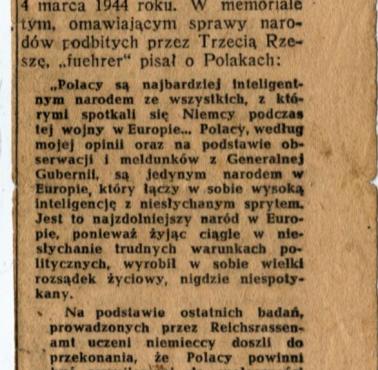 4 marca 1944 roku. W memoriale
tym, omawiającym sprawy naro-
dów podbitych przez Trzecią Rze-
szę, „fuehrer" pisał o Polakach:
„Polacy są najbardziej inteligent-
nym narodem ze wszystkich, z któ-
rymi spotkali się Niemcy podczas
tej wojny w Europie... Polacy, według
mojej opinii oraz na podstawie ob-
serwacji i meldunków z Generalnej
Gubernii, są jedynym narodem w
Europie, który łączy w sobie wysoką
inteligencję z niesłychanym sprytem.
Jest to najzdolniejszy naród w Euro-
pie, ponieważ żyjąc ciągle w nie-
słychanie trudnych warunkach po-
litycznych, wyrobił w sobie wielki
rozsądek życiowy, nigdzie niespoty-
kany.
Na podstawie ostatnich badań,
prowadzonych przez Reichsrassen-
amt uczeni niemieccy doszli do
przekonania, że Polacy powinni